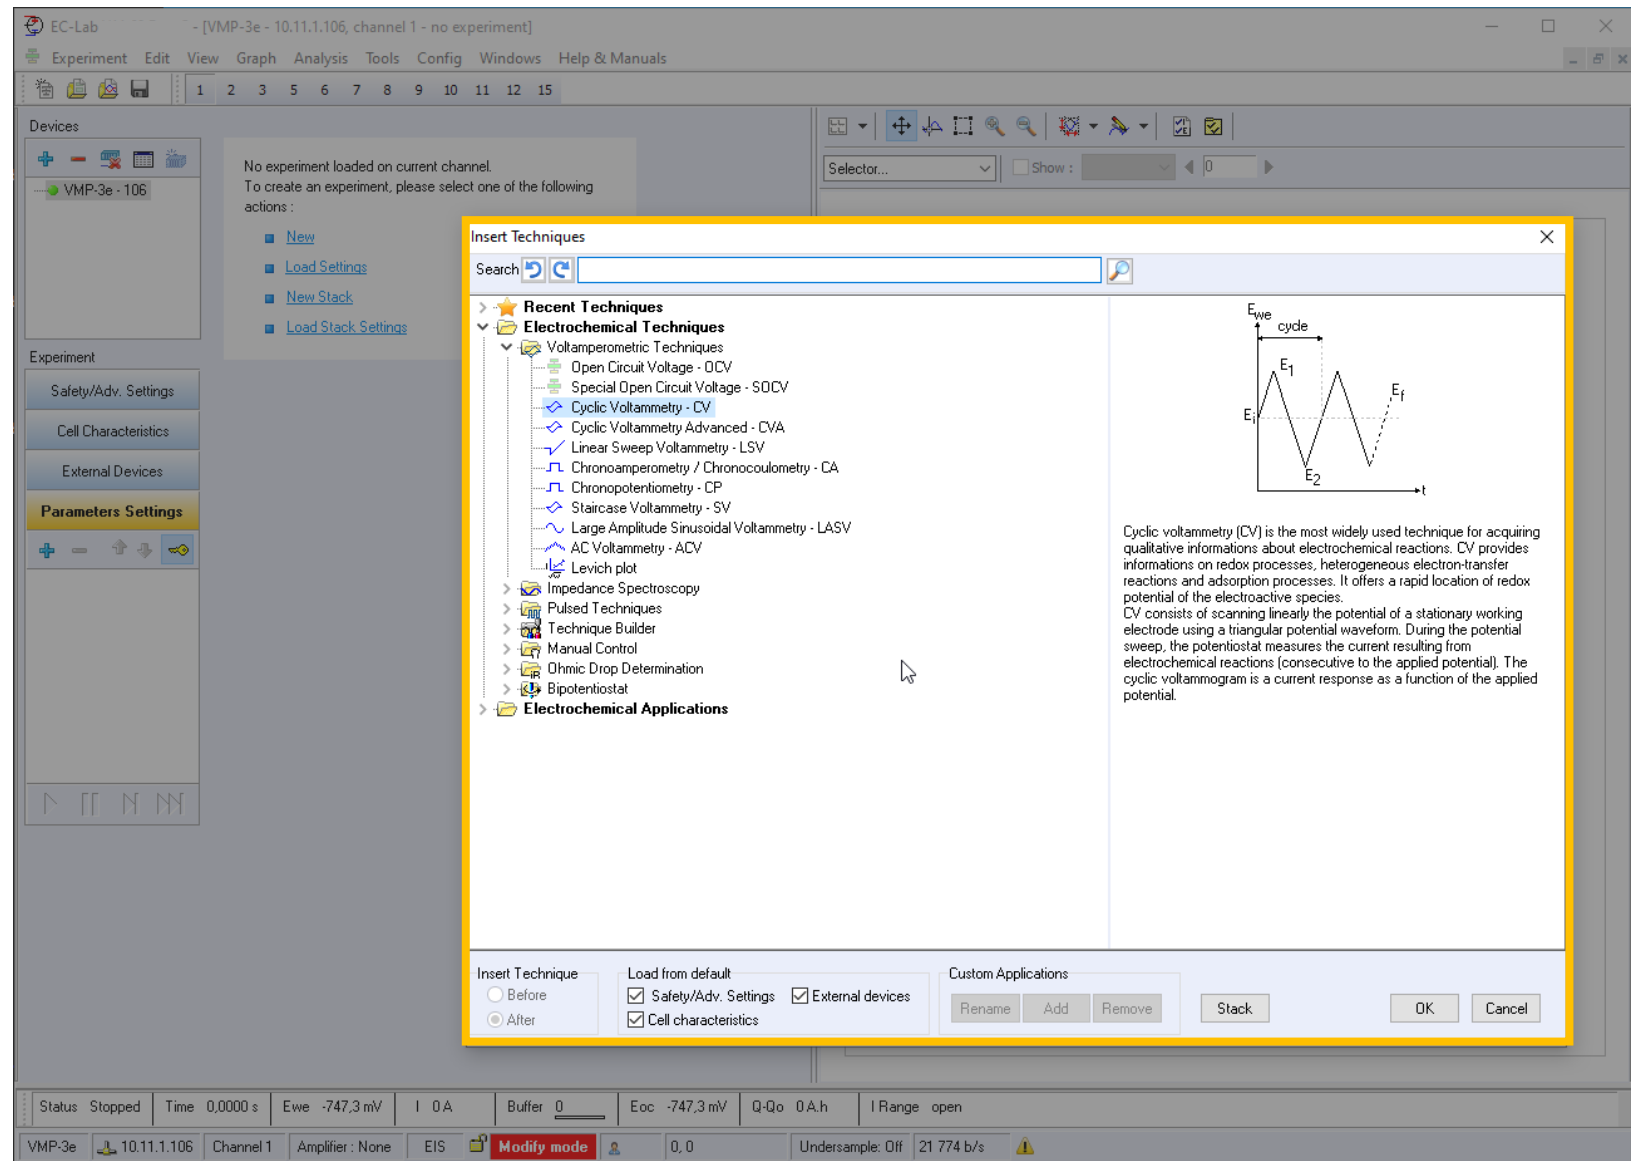 EC-Lab - [VMP-3e - 10.11.1.106, channel 1 - no experiment]
Experiment Edit View Graph Analysis Tools Config Windows Help & Manuals
1 2 3 5 6 7 8 9 10 11 12 15
Devices
VMP-3e - 106
No experiment loaded on current channel.
To create an experiment, please select one of the following
actions :
New
Load Settings
New Stack
Load Stack Settings
Selector... Show : 0
Experiment
Safety/Adv. Settings
Cell Characteristics
External Devices
Parameters Settings
Insert Techniques
Search
Recent Techniques
Electrochemical Techniques
Voltamperometric Techniques
Open Circuit Voltage - OCV
Special Open Circuit Voltage - SOCV
Cyclic Voltammetry - CV
Cyclic Voltammetry Advanced - CVA
Linear Sweep Voltammetry - LSV
Chronoamperometry / Chronocoulometry - CA
Chronopotentiometry - CP
Staircase Voltammetry - SV
Large Amplitude Sinusoidal Voltammetry - LASV
AC Voltammetry - ACV
Levich plot
Impedance Spectroscopy
Pulsed Techniques
Technique Builder
Manual Control
Ohmic Drop Determination
Bipotentiostat
Electrochemical Applications
Ewe
cycle
E1
Ef
Ei
E2
t
Cyclic voltammetry (CV) is the most widely used technique for acquiring
qualitative informations about electrochemical reactions. CV provides
informations on redox processes, heterogeneous electron-transfer
reactions and adsorption processes. It offers a rapid location of redox
potential of the electroactive species.
CV consists of scanning linearly the potential of a stationary working
electrode using a triangular potential waveform. During the potential
sweep, the potentiostat measures the current resulting from
electrochemical reactions (consecutive to the applied potential). The
cyclic voltammogram is a current response as a function of the applied
potential.
Insert Technique
Before
After
Load from default
Safety/Adv. Settings External devices
Cell characteristics
Custom Applications
Rename Add Remove
Stack OK Cancel
Status Stopped Time 0,0000 s Ewe -747,3 mV I 0 A Buffer 0 Eoc -747,3 mV Q-Qo 0 A.h I Range open
VMP-3e 10.11.1.106 Channel 1 Amplifier : None EIS Modify mode 0, 0 Undersample: Off 21 774 b/s